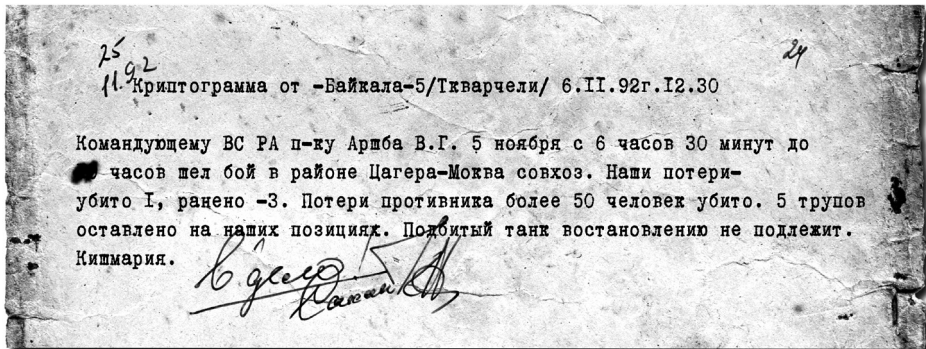 25
11.92
24
Криптограмма от -Байкала-5/Ткварчели/ 6.II.92г.I2.30
Командующему ВС РА п-ку Аршба В.Г. 5 ноября с 6 часов 30 минут до
часов шел бой в районе Цагера-Моква совхоз. Наши потери-
убито I, ранено -3. Потери противника более 50 человек убито. 5 трупов
оставлено на наших позициях. Подбитый танк востановлению не подлежит.
Кишмария.
В дело